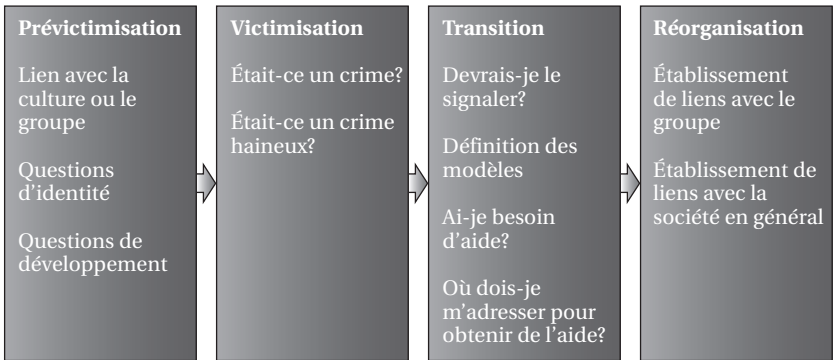 Prévictimisation
Lien avec la
culture ou le
groupe
Questions
d'identité
Questions de
développement
Victimisation
Était-ce un crime?
Était-ce un crime
haineux?
Transition
Devrais-je le
signaler?
Définition des
modèles
Ai-je besoin
d'aide?
Où dois-je
m'adresser pour
obtenir de l'aide?
Réorganisation
Établissement
de liens avec le
groupe
Établissement de
liens avec la
société en général